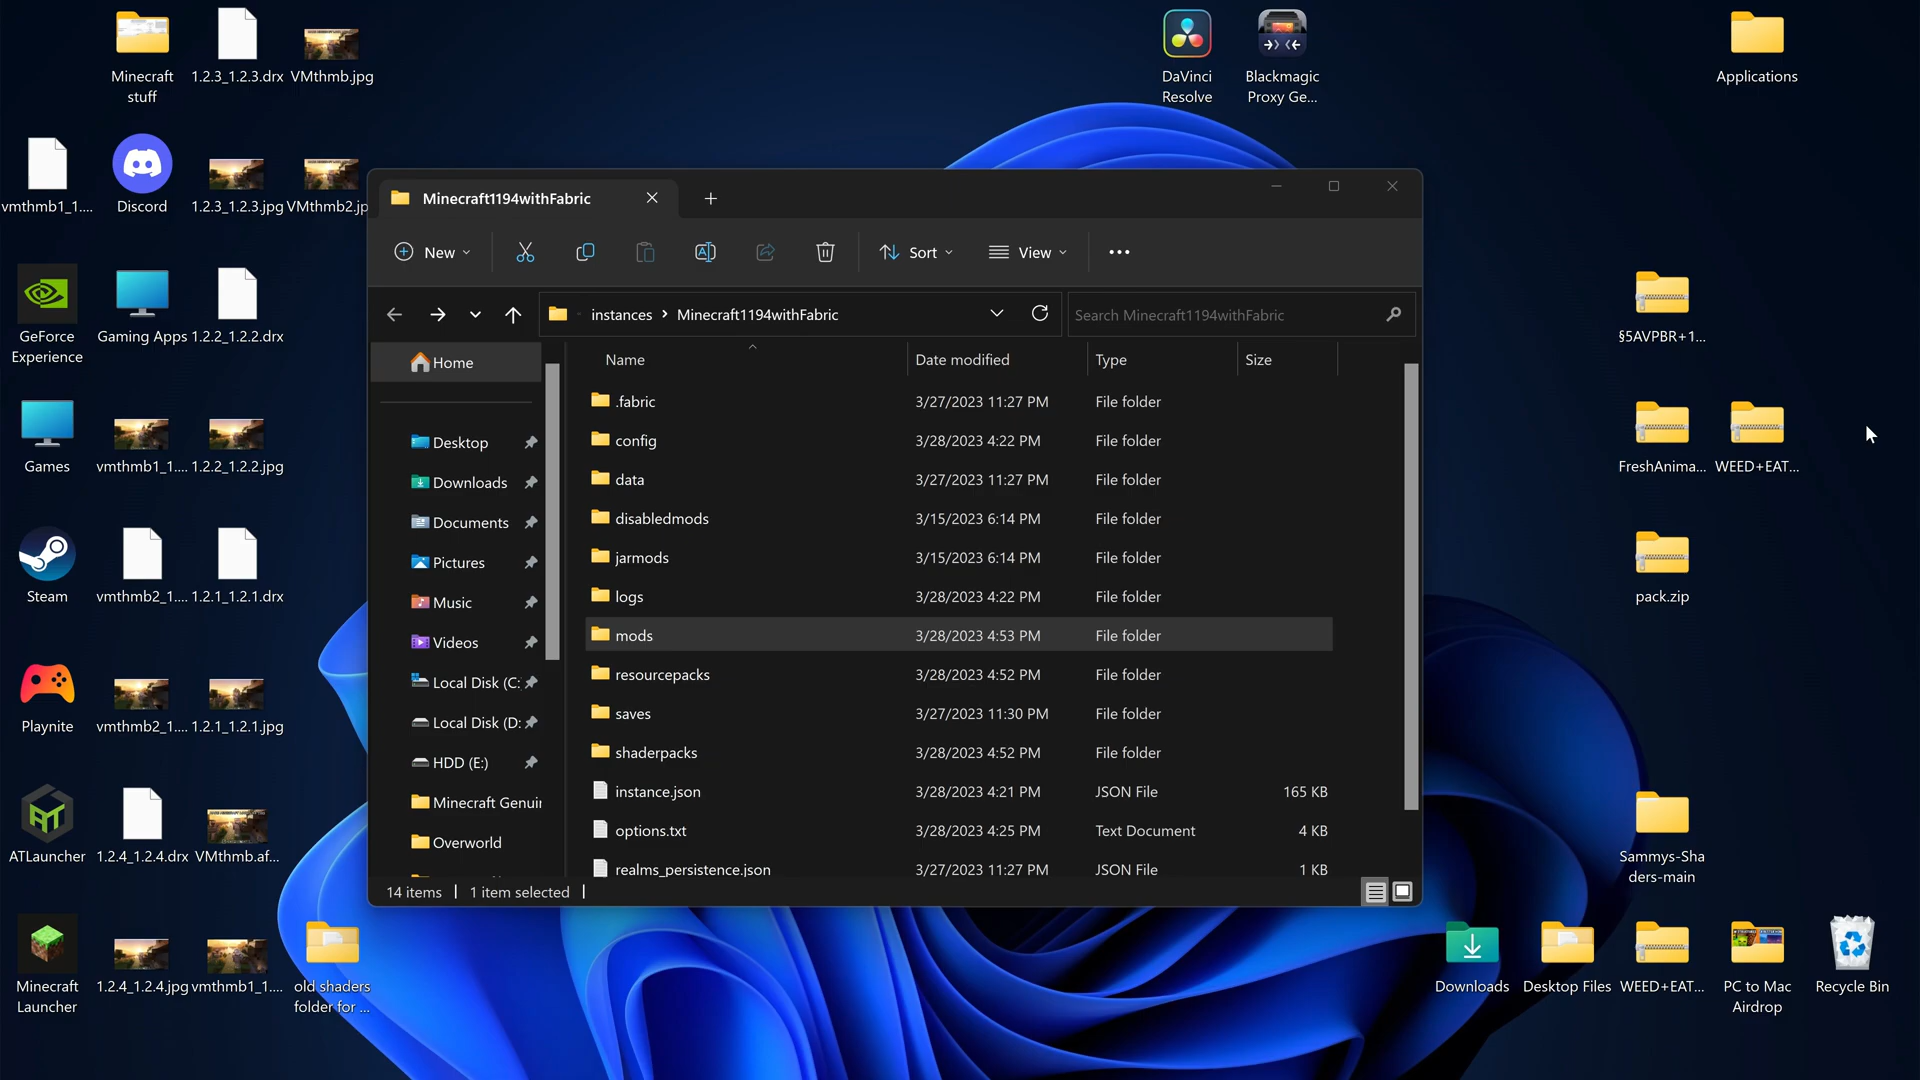 Minecraft
stuff
1.2.3_1.2.3.drx
VMthmb.jpg
DaVinci
Resolve
Blackmagic
Proxy Ge...
Applications
vmthmb1_1....
Discord
1.2.3_1.2.3.jpg
VMthmb2.jp
GeForce
Experience
Gaming Apps
1.2.2_1.2.2.drx
Games
vmthmb1_1....
1.2.2_1.2.2.jpg
Steam
vmthmb2_1....
1.2.1_1.2.1.drx
Playnite
vmthmb2_1....
1.2.1_1.2.1.jpg
ATLauncher
1.2.4_1.2.4.drx
VMthmb.af...
Minecraft
Launcher
1.2.4_1.2.4.jpg
vmthmb1_1....
old shaders
folder for ...
Minecraft1194withFabric
New
Sort
View
instances > Minecraft1194withFabric
Search Minecraft1194withFabric
Home
Desktop
Downloads
Documents
Pictures
Music
Videos
Local Disk (C:
Local Disk (D:
HDD (E:)
Minecraft Genuin
Overworld
Name Date modified Type Size
.fabric 3/27/2023 11:27 PM File folder
config 3/28/2023 4:22 PM File folder
data 3/27/2023 11:27 PM File folder
disabledmods 3/15/2023 6:14 PM File folder
jarmods 3/15/2023 6:14 PM File folder
logs 3/28/2023 4:22 PM File folder
mods 3/28/2023 4:53 PM File folder
resourcepacks 3/28/2023 4:52 PM File folder
saves 3/27/2023 11:30 PM File folder
shaderpacks 3/28/2023 4:52 PM File folder
instance.json 3/28/2023 4:21 PM JSON File 165 KB
options.txt 3/28/2023 4:25 PM Text Document 4 KB
realms_persistence.json 3/27/2023 11:27 PM JSON File 1 KB
14 items
1 item selected
§5AVPBR+1...
FreshAnima...
WEED+EAT...
pack.zip
Sammys-Sha
ders-main
Downloads
Desktop Files
WEED+EAT...
PC to Mac
Airdrop
Recycle Bin